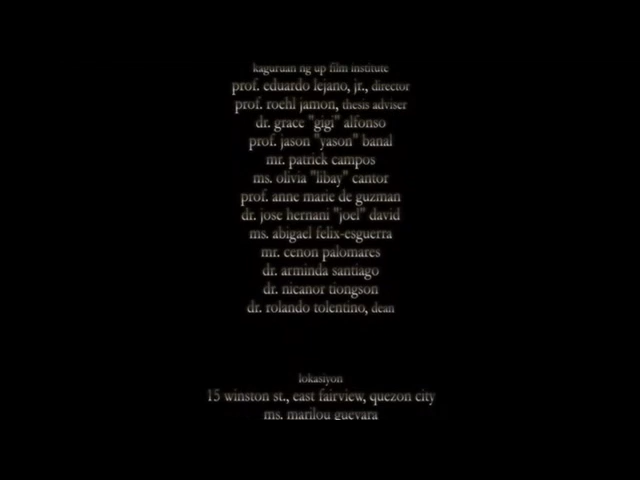 kaguruan ng up film institute
prof. eduardo lejano, jr., director
prof. roehl jamon, thesis adviser
dr. grace "gigi" alfonso
prof. jason "yason" banal
mr. patrick campos
ms. olivia "libay" cantor
prof. anne marie de guzman
dr. jose hernani "joel" david
ms. abigael felix-esguerra
mr. cenon palomares
dr. arminda santiago
dr. nicanor tiongson
dr. rolando tolentino, dean
lokasiyon
15 winston st., east fairview, quezon city
ms. marilou guevara